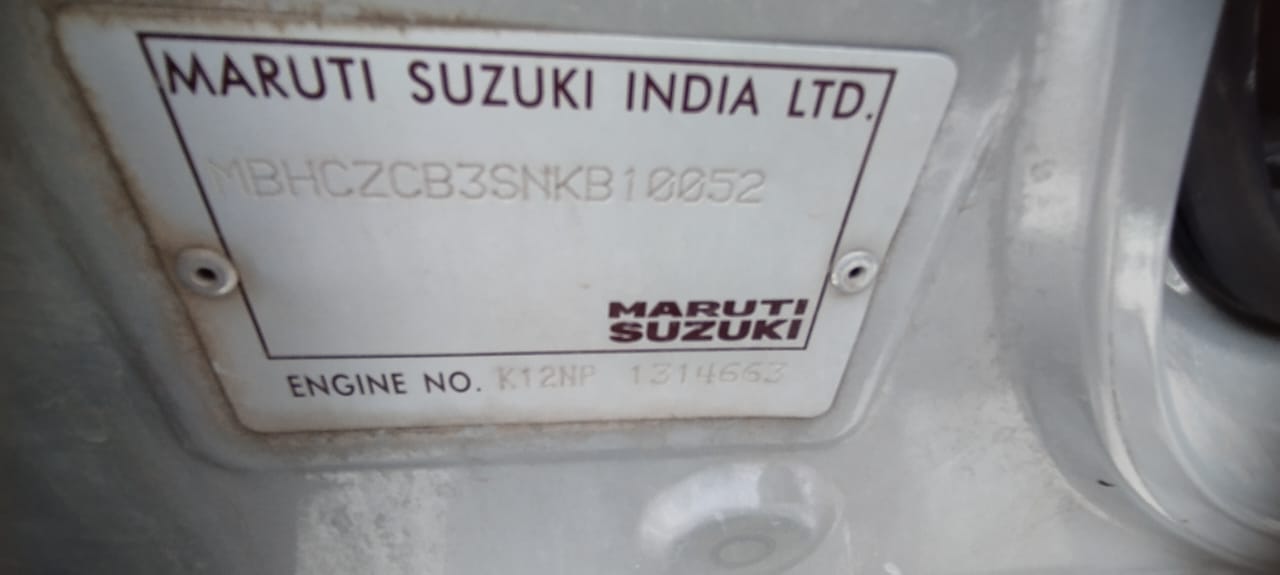 MARUTI SUZUKI INDIA LTD.
MBHCZCB3SNKB10052
MARUTI
SUZUKI
ENGINE NO. K12NP 1314663